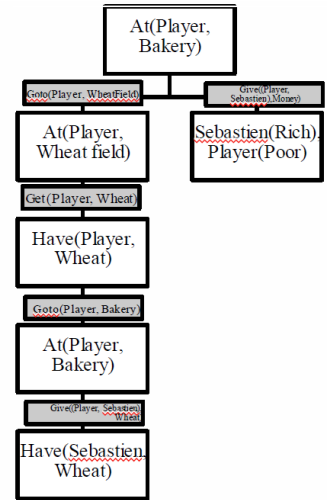 At(Player,
Bakery)
Goto(Player, WheatField)
Give((Player,
Sebastien),Money)
At(Player,
Wheat field)
Sebastien(Rich),
Player(Poor)
Get(Player, Wheat)
Have(Player,
Wheat)
Goto(Player, Bakery)
At(Player,
Bakery)
Give((Player, Sebastien),
Wheat
Have(Sebastien,
Wheat)